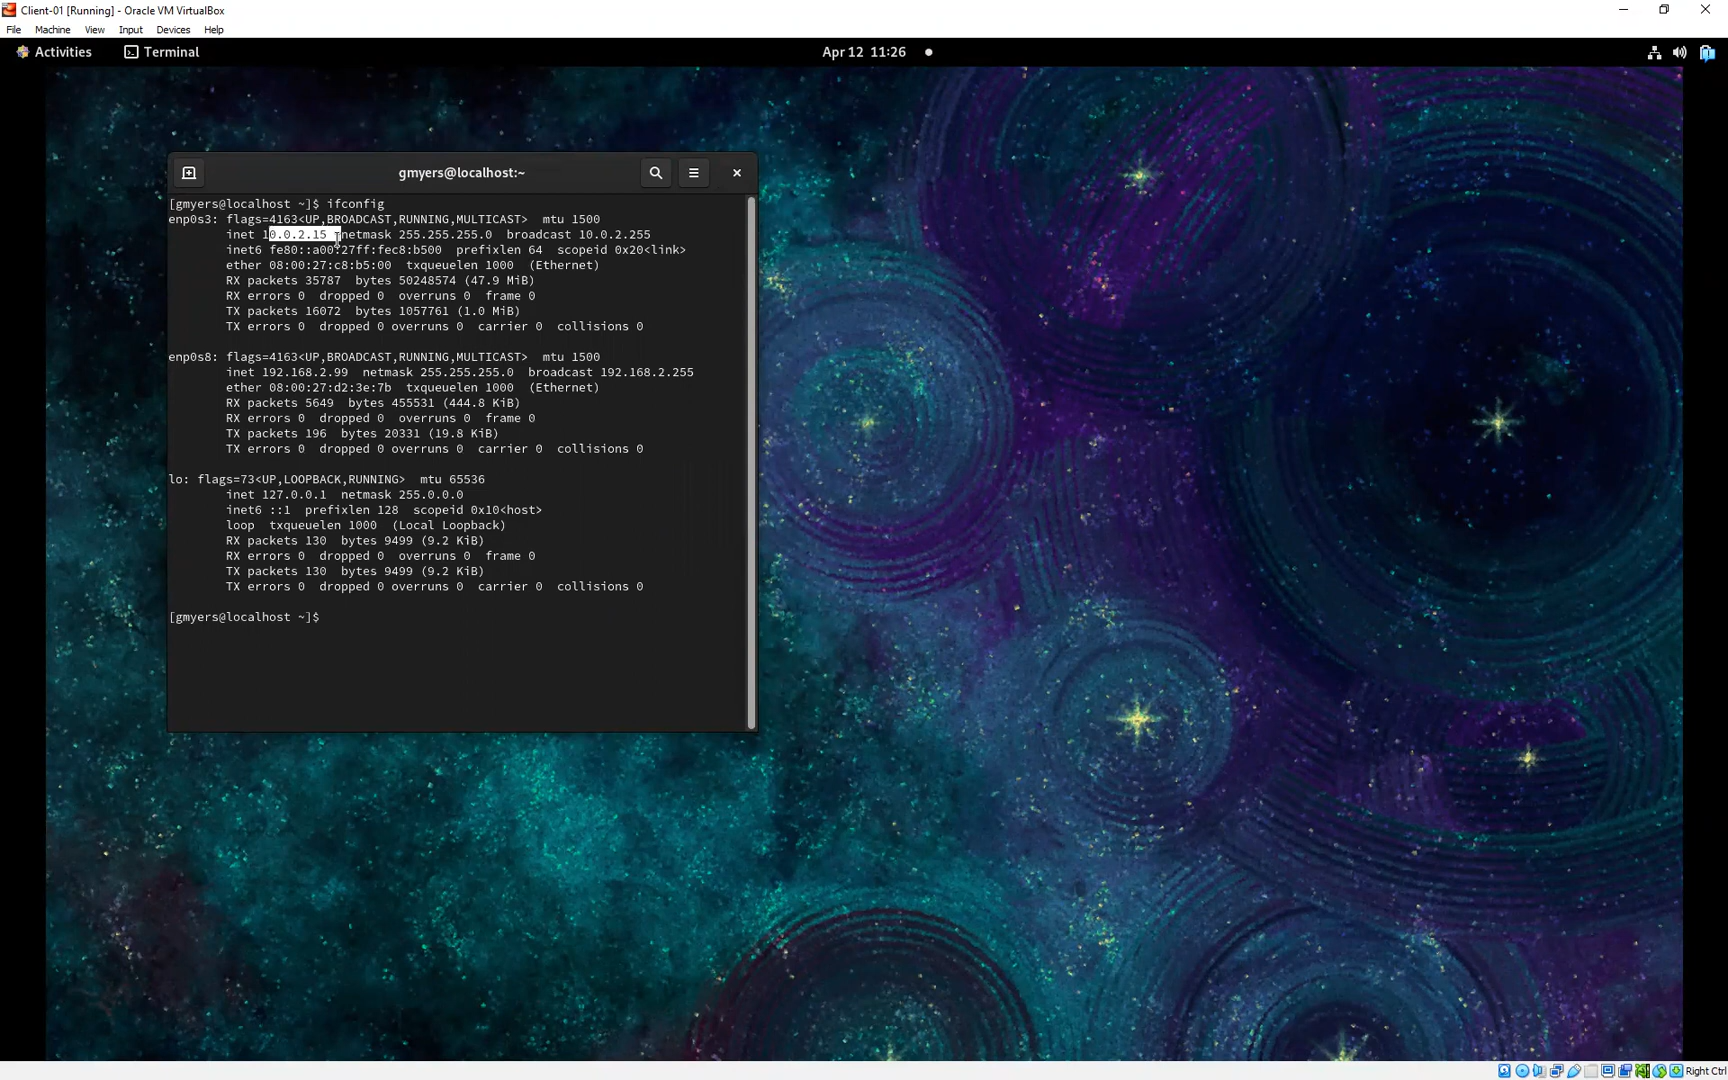 Client-01 [Running] - Oracle VM VirtualBox
File Machine View Input Devices Help
Activities Terminal Apr 12 11:26
gmyers@localhost:~
[gmyers@localhost ~]$ ifconfig
enp0s3: flags=4163<UP,BROADCAST,RUNNING,MULTICAST> mtu 1500
inet 10.0.2.15 netmask 255.255.255.0 broadcast 10.0.2.255
inet6 fe80::a00:27ff:fec8:b500 prefixlen 64 scopeid 0x20<link>
ether 08:00:27:c8:b5:00 txqueuelen 1000 (Ethernet)
RX packets 35787 bytes 50248574 (47.9 MiB)
RX errors 0 dropped 0 overruns 0 frame 0
TX packets 16072 bytes 1057761 (1.0 MiB)
TX errors 0 dropped 0 overruns 0 carrier 0 collisions 0
enp0s8: flags=4163<UP,BROADCAST,RUNNING,MULTICAST> mtu 1500
inet 192.168.2.99 netmask 255.255.255.0 broadcast 192.168.2.255
ether 08:00:27:d2:3e:7b txqueuelen 1000 (Ethernet)
RX packets 5649 bytes 455531 (444.8 KiB)
RX errors 0 dropped 0 overruns 0 frame 0
TX packets 196 bytes 20331 (19.8 KiB)
TX errors 0 dropped 0 overruns 0 carrier 0 collisions 0
lo: flags=73<UP,LOOPBACK,RUNNING> mtu 65536
inet 127.0.0.1 netmask 255.0.0.0
inet6 ::1 prefixlen 128 scopeid 0x10<host>
loop txqueuelen 1000 (Local Loopback)
RX packets 130 bytes 9499 (9.2 KiB)
RX errors 0 dropped 0 overruns 0 frame 0
TX packets 130 bytes 9499 (9.2 KiB)
TX errors 0 dropped 0 overruns 0 carrier 0 collisions 0
[gmyers@localhost ~]$
Right Ctrl